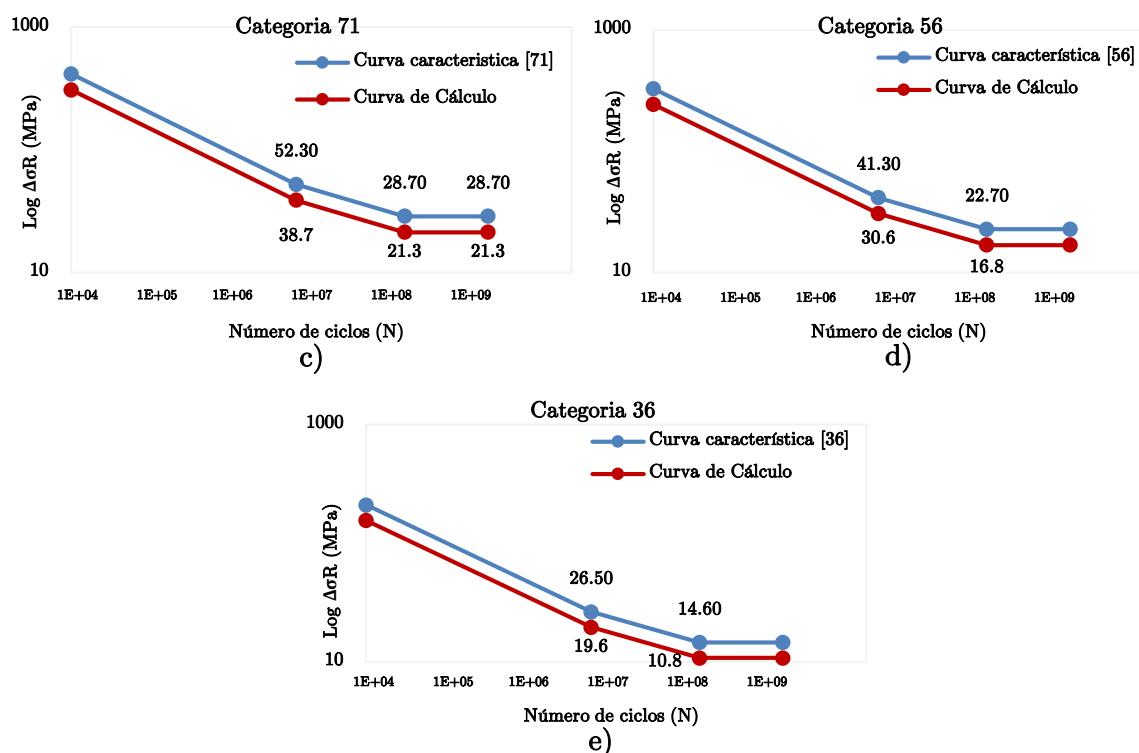 Categoria 71
1000
Curva caracteristica [71]
Curva de Cálculo
Log ΔσR (MPa)
52.30
28.70
28.70
38.7
21.3
21.3
10
1E+04 1E+05 1E+06 1E+07 1E+08 1E+09
Número de ciclos (N)
c)
Categoria 56
1000
Curva característica [56]
Curva de Cálculo
Log ΔσR (MPa)
41.30
22.70
30.6
16.8
10
1E+04 1E+05 1E+06 1E+07 1E+08 1E+09
Número de ciclos (N)
d)
Categoria 36
1000
Curva característica [36]
Curva de Cálculo
Log ΔσR (MPa)
26.50
14.60
19.6
10.8
10
1E+04 1E+05 1E+06 1E+07 1E+08 1E+09
Número de ciclos (N)
e)